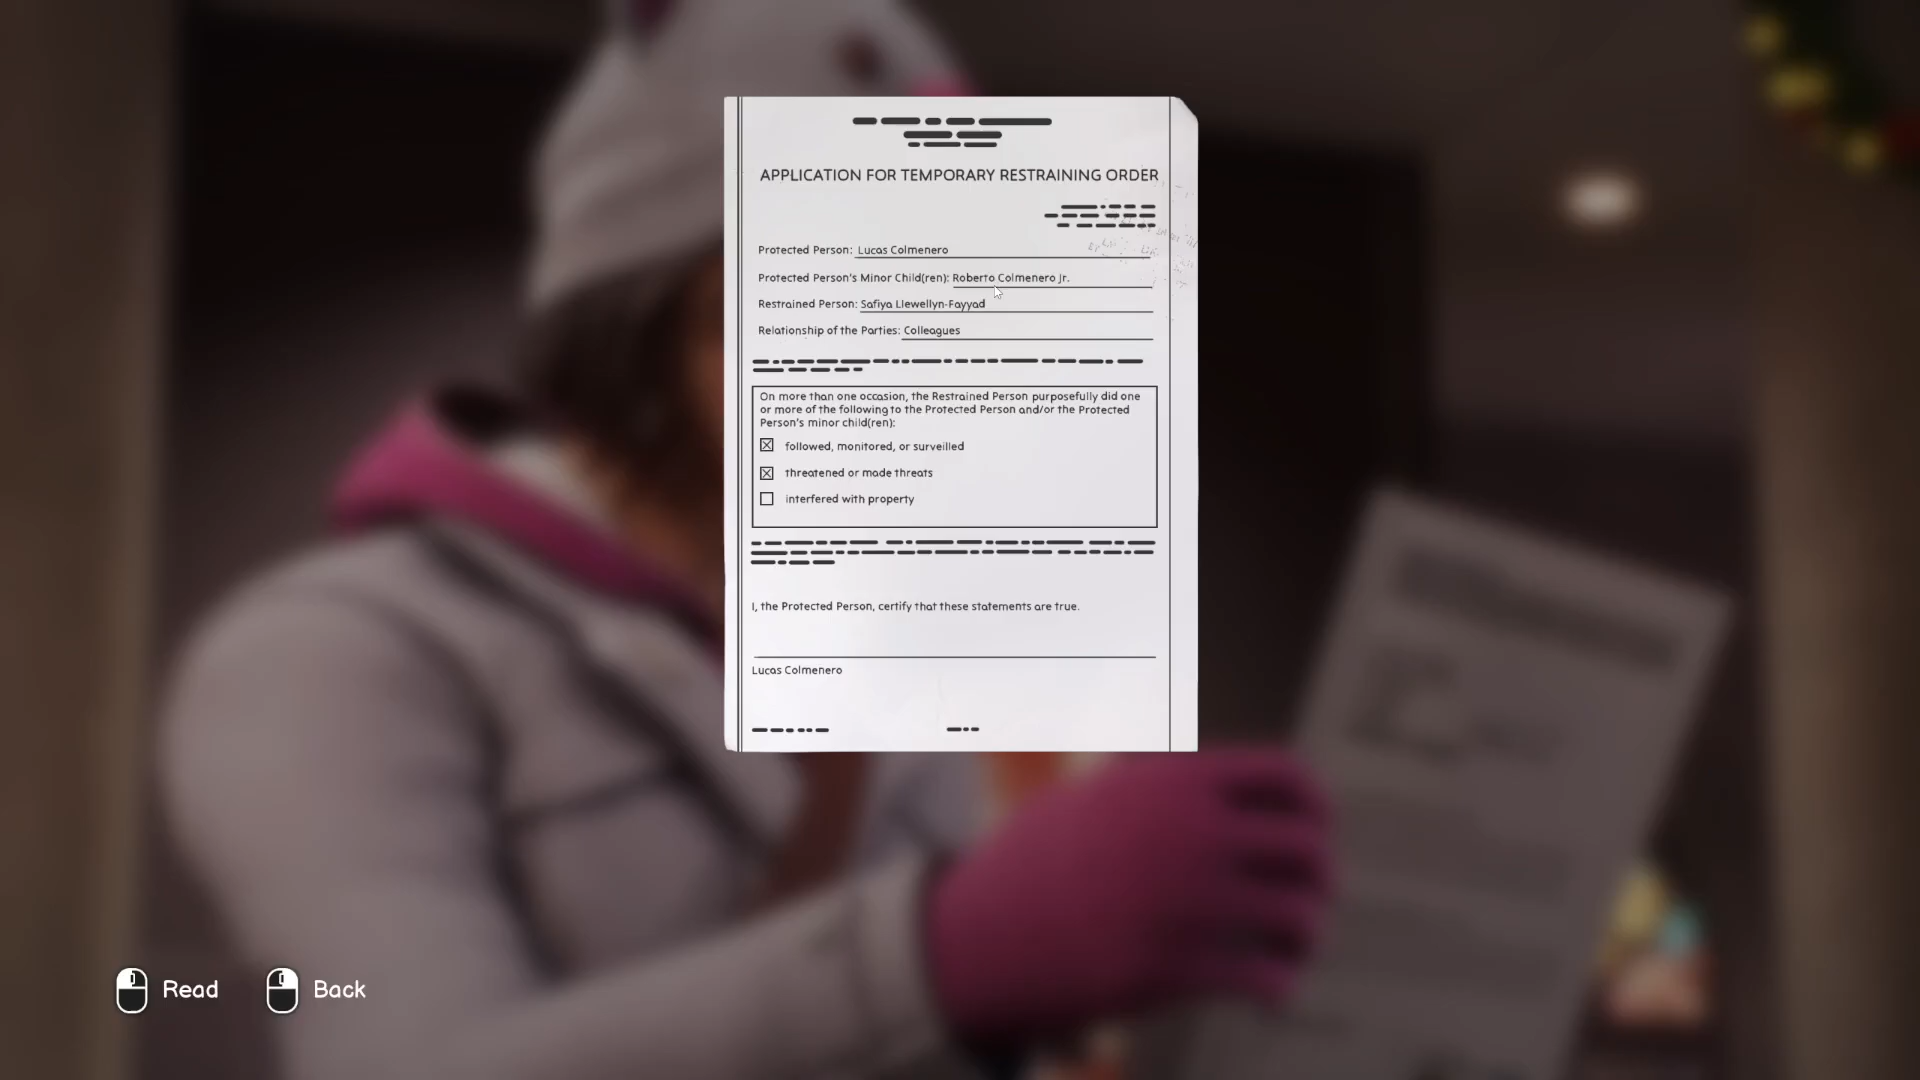 APPLICATION FOR TEMPORARY RESTRAINING ORDER
Protected Person: Lucas Colmenero
Protected Person's Minor Child(ren): Roberto Colmenero Jr.
Restrained Person: Safiya Llewellyn-Fayyad
Relationship of the Parties: Colleagues
On more than one occasion, the Restrained Person purposefully did one
or more of the following to the Protected Person and/or the Protected
Person's minor child(ren):
followed, monitored, or surveilled
threatened or made threats
interfered with property
I, the Protected Person, certify that these statements are true.
Lucas Colmenero
Read
Back